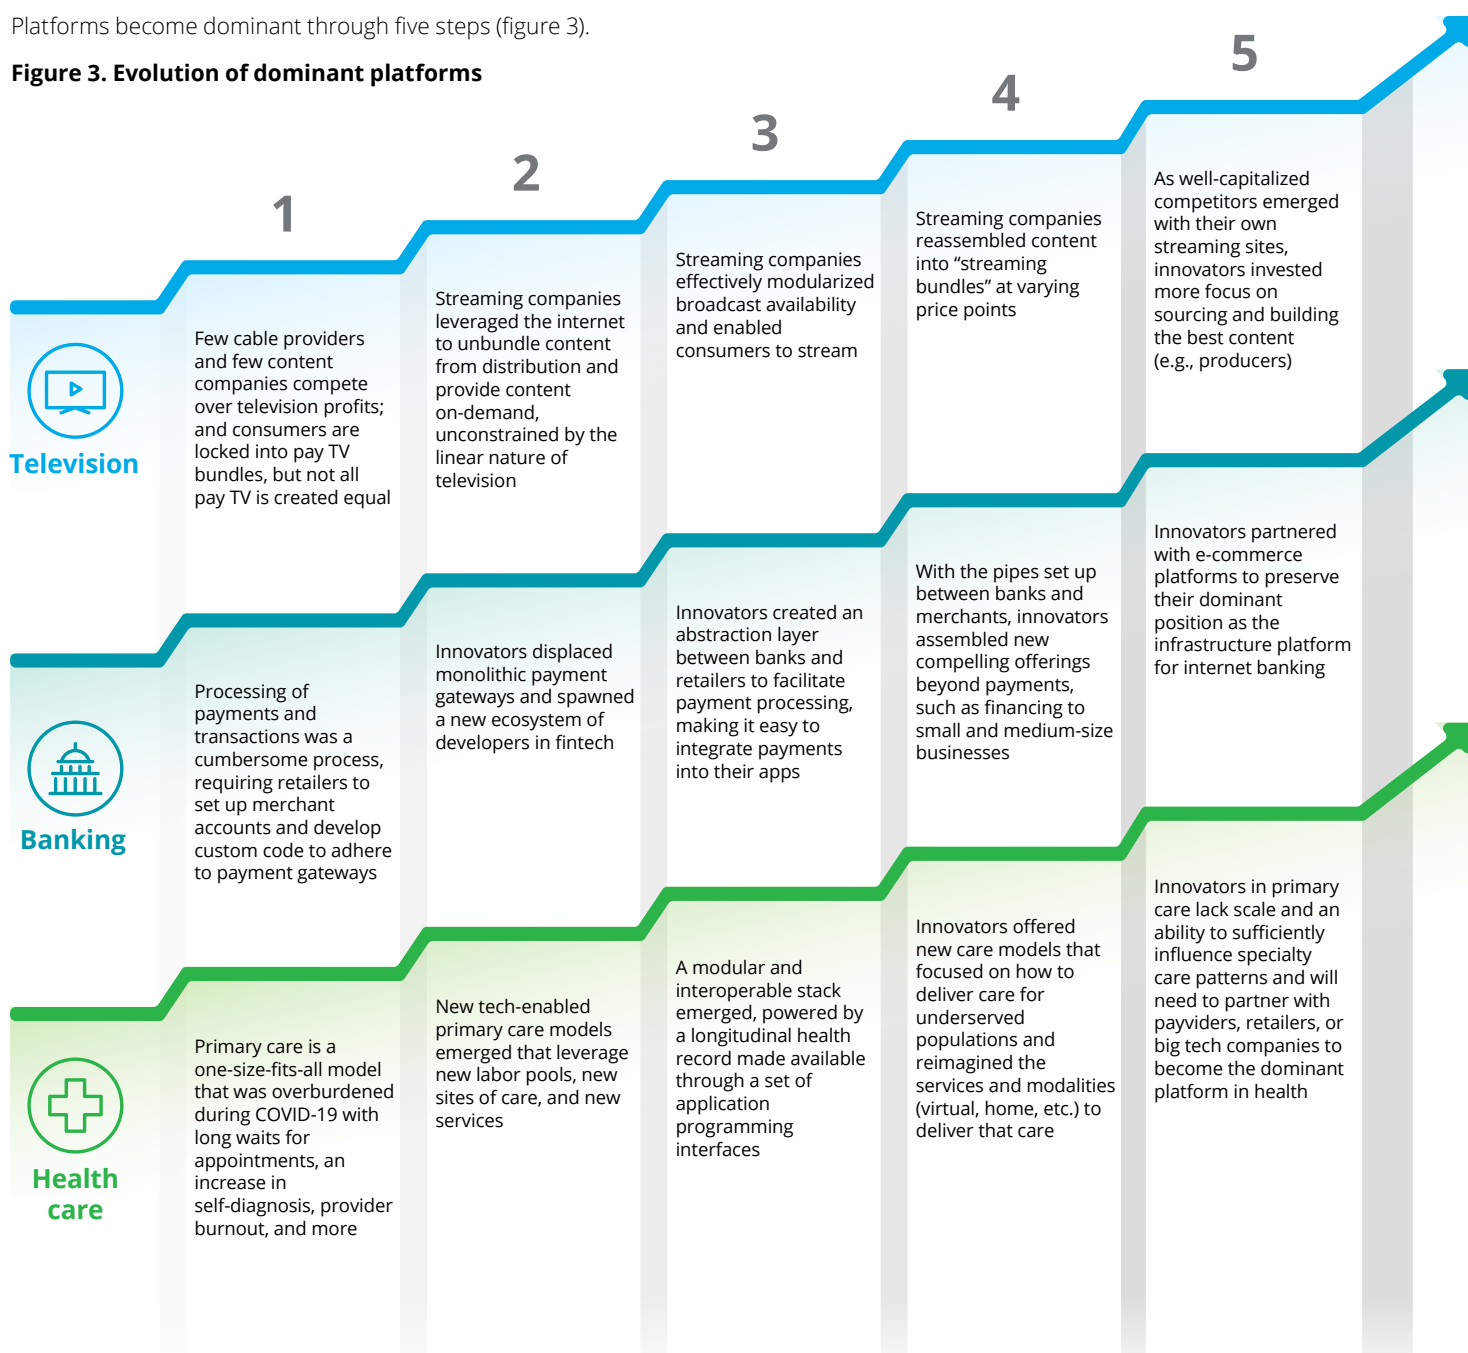 Platforms become dominant through five steps (figure 3).
Figure 3. Evolution of dominant platforms
1
2
3
4
5
Television
Few cable providers
and few content
companies compete
over television profits;
and consumers are
locked into pay TV
bundles, but not all
pay TV is created equal
Streaming companies
leveraged the internet
to unbundle content
from distribution and
provide content
on-demand,
unconstrained by the
linear nature of
television
Streaming companies
effectively modularized
broadcast availability
and enabled
consumers to stream
Streaming companies
reassembled content
into “streaming
bundles” at varying
price points
As well-capitalized
competitors emerged
with their own
streaming sites,
innovators invested
more focus on
sourcing and building
the best content
(e.g., producers)
Banking
Processing of
payments and
transactions was a
cumbersome process,
requiring retailers to
set up merchant
accounts and develop
custom code to adhere
to payment gateways
Innovators displaced
monolithic payment
gateways and spawned
a new ecosystem of
developers in fintech
Innovators created an
abstraction layer
between banks and
retailers to facilitate
payment processing,
making it easy to
integrate payments
into their apps
With the pipes set up
between banks and
merchants, innovators
assembled new
compelling offerings
beyond payments,
such as financing to
small and medium-size
businesses
Innovators partnered
with e-commerce
platforms to preserve
their dominant
position as the
infrastructure platform
for internet banking
Health
care
Primary care is a
one-size-fits-all model
that was overburdened
during COVID-19 with
long waits for
appointments, an
increase in
self-diagnosis, provider
burnout, and more
New tech-enabled
primary care models
emerged that leverage
new labor pools, new
sites of care, and new
services
A modular and
interoperable stack
emerged, powered by
a longitudinal health
record made available
through a set of
application
programming
interfaces
Innovators offered
new care models that
focused on how to
deliver care for
underserved
populations and
reimagined the
services and modalities
(virtual, home, etc.) to
deliver that care
Innovators in primary
care lack scale and an
ability to sufficiently
influence specialty
care patterns and will
need to partner with
payviders, retailers, or
big tech companies to
become the dominant
platform in health